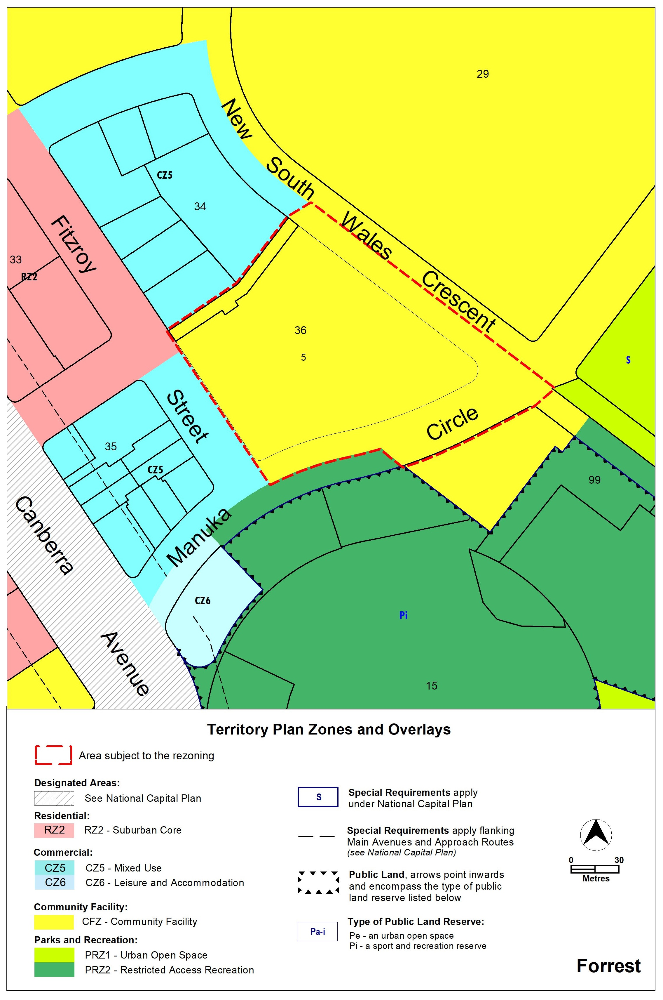 29
New South Wales Crescent
CZ5
34
Fitzroy Street
33
RZ2
36
5
S
Manuka Circle
35
CZ5
99
Canberra Avenue
CZ6
Pi
15
Territory Plan Zones and Overlays
Area subject to the rezoning
Designated Areas:
See National Capital Plan
Residential:
RZ2 RZ2 - Suburban Core
Commercial:
CZ5 CZ5 - Mixed Use
CZ6 CZ6 - Leisure and Accommodation
Community Facility:
CFZ - Community Facility
Parks and Recreation:
PRZ1 - Urban Open Space
PRZ2 - Restricted Access Recreation
S
Special Requirements apply
under National Capital Plan
Special Requirements apply flanking
Main Avenues and Approach Routes
(see National Capital Plan)
Public Land, arrows point inwards
and encompass the type of public
land reserve listed below
Pa-i
Type of Public Land Reserve:
Pe - an urban open space
Pi - a sport and recreation reserve
0 30
Metres
Forrest